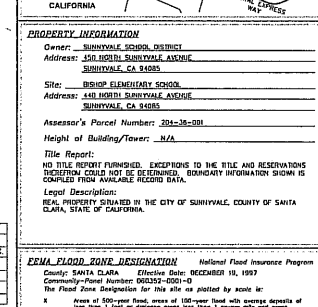 CALIFORNIA
EXPRESS
WAY
PROPERTY INFORMATION
Owner: SUNNYVALE SCHOOL DISTRICT
Address: 450 NORTH SUNNYVALE AVENUE
SUNNYVALE, CA 94085
Site: BISHOP ELEMENTARY SCHOOL
Address: 440 NORTH SUNNYVALE AVENUE
SUNNYVALE, CA 94085
Assessor's Parcel Number: 204-36-001
Height of Building/Tower: N/A
Title Report:
NO TITLE REPORT FURNISHED. EXCEPTIONS TO THE TITLE AND RESERVATIONS
THEREFROM COULD NOT BE DETERMINED. BOUNDARY INFORMATION SHOWN IS
COMPILED FROM AVAILABLE RECORD DATA.
Legal Description:
REAL PROPERTY SITUATED IN THE CITY OF SUNNYVALE, COUNTY OF SANTA
CLARA, STATE OF CALIFORNIA.
FEMA FLOOD ZONE DESIGNATION National Flood Insurance Program
County: SANTA CLARA Effective Date: DECEMBER 19, 1997
Community-Panel Number: 060352-0001-D
The Flood Zone Designation for this site as plotted by scale is:
X Areas of 500-year flood, areas of 100-year flood with average depths of